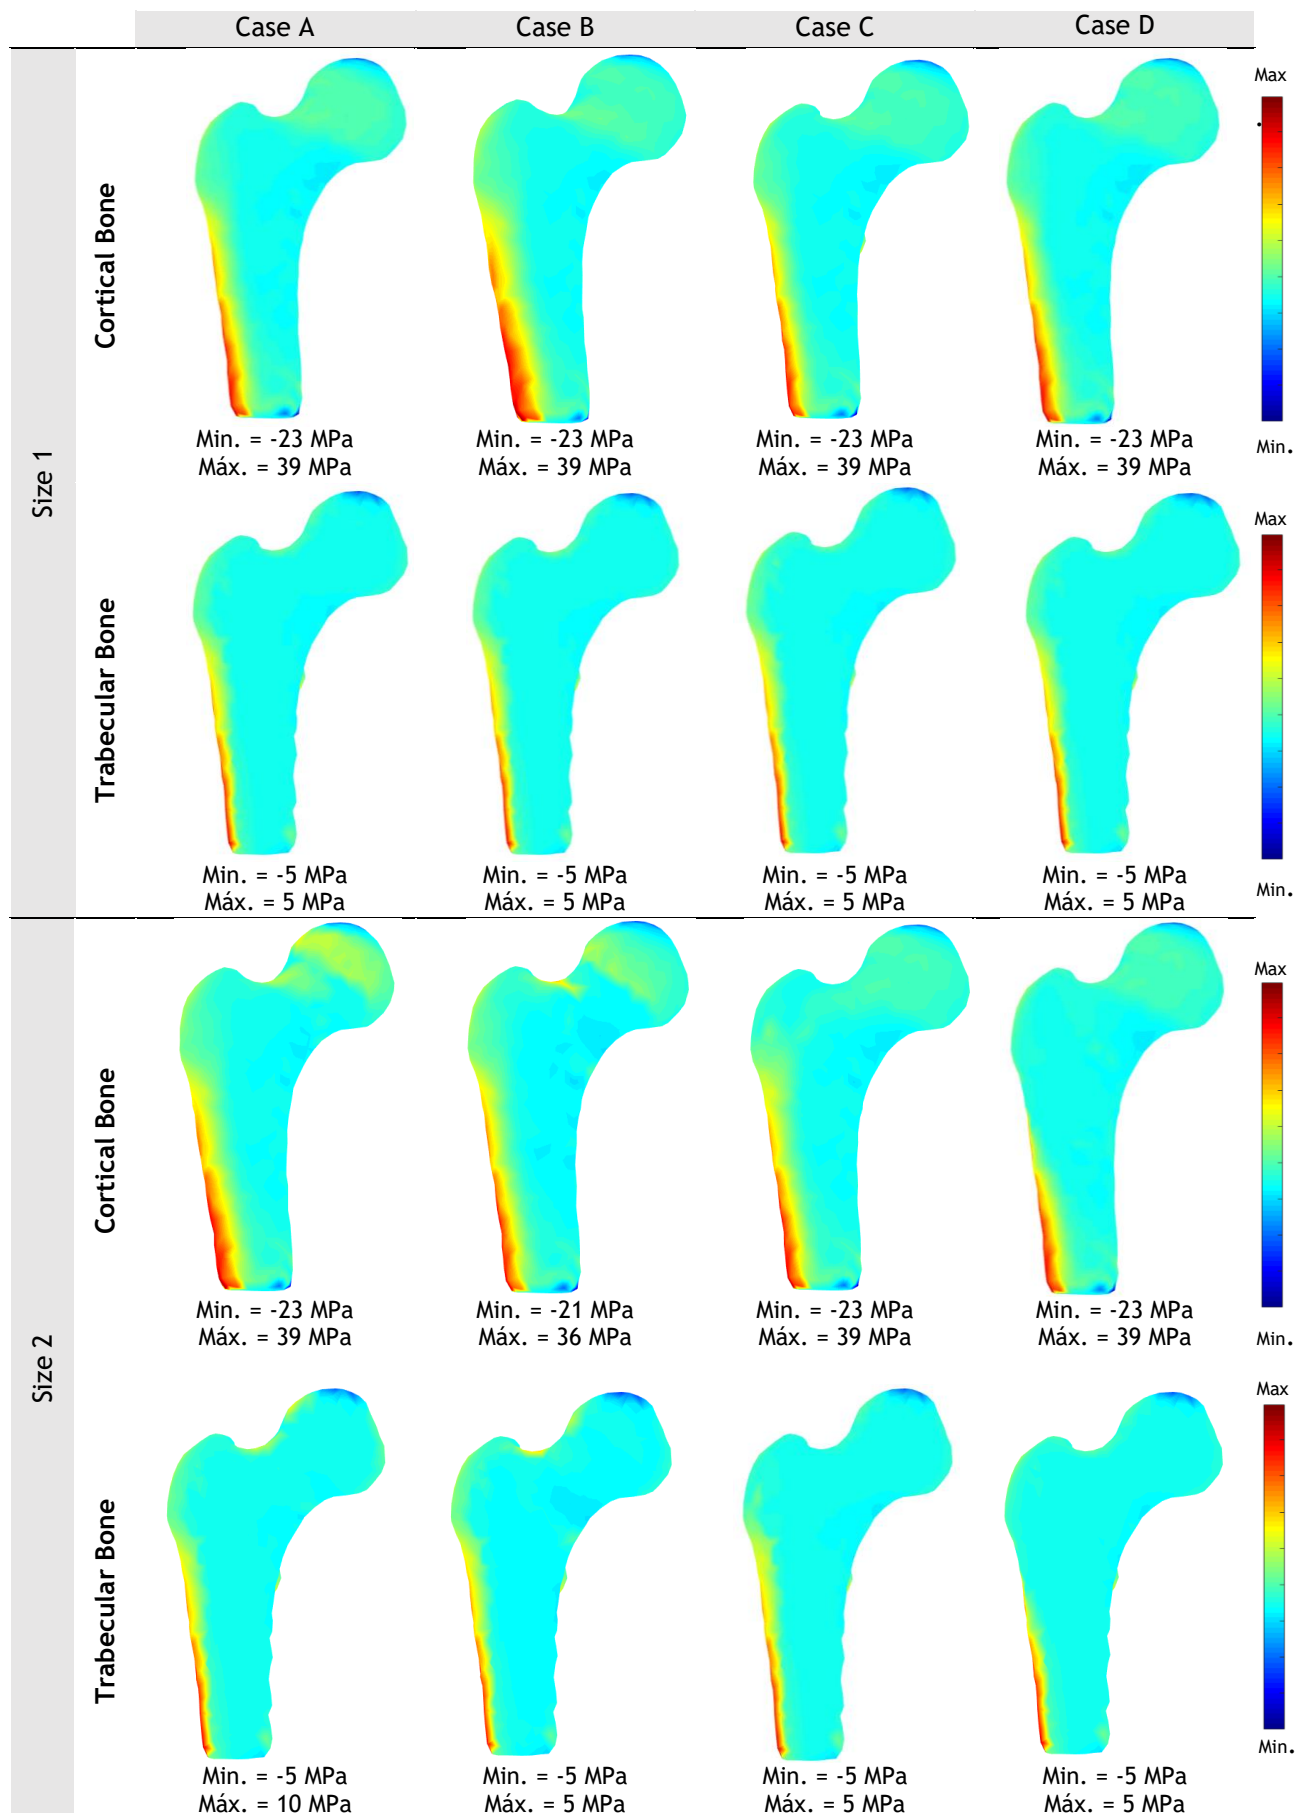 Case A Case B Case C Case D
Size 1
Cortical Bone
Max
Min.
Min. = -23 MPa Min. = -23 MPa Min. = -23 MPa Min. = -23 MPa
Máx. = 39 MPa Máx. = 39 MPa Máx. = 39 MPa Máx. = 39 MPa
Trabecular Bone
Max
Min.
Min. = -5 MPa Min. = -5 MPa Min. = -5 MPa Min. = -5 MPa
Máx. = 5 MPa Máx. = 5 MPa Máx. = 5 MPa Máx. = 5 MPa
Size 2
Cortical Bone
Max
Min.
Min. = -23 MPa Min. = -21 MPa Min. = -23 MPa Min. = -23 MPa
Máx. = 39 MPa Máx. = 36 MPa Máx. = 39 MPa Máx. = 39 MPa
Trabecular Bone
Max
Min.
Min. = -5 MPa Min. = -5 MPa Min. = -5 MPa Min. = -5 MPa
Máx. = 10 MPa Máx. = 5 MPa Máx. = 5 MPa Máx. = 5 MPa